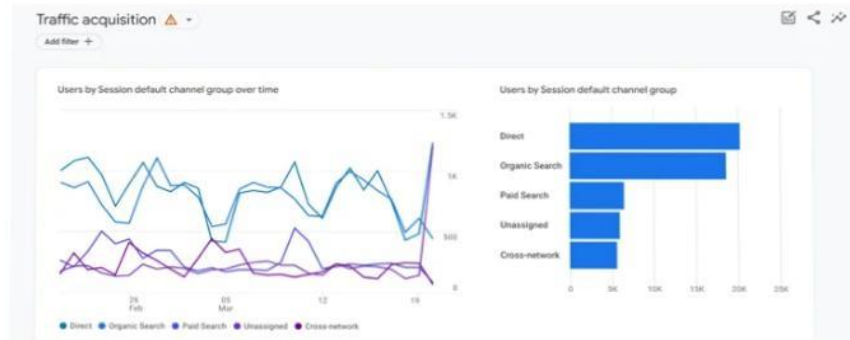 Traffic acquisition
Add filter +
Users by Session default channel group over time
1.5K
1K
500
0
26
Feb
05
Mar
12
19
Direct Organic Search Paid Search Unassigned Cross-network
Users by Session default channel group
Direct
Organic Search
Paid Search
Unassigned
Cross-network
0 5K 10K 15K 20K 25K